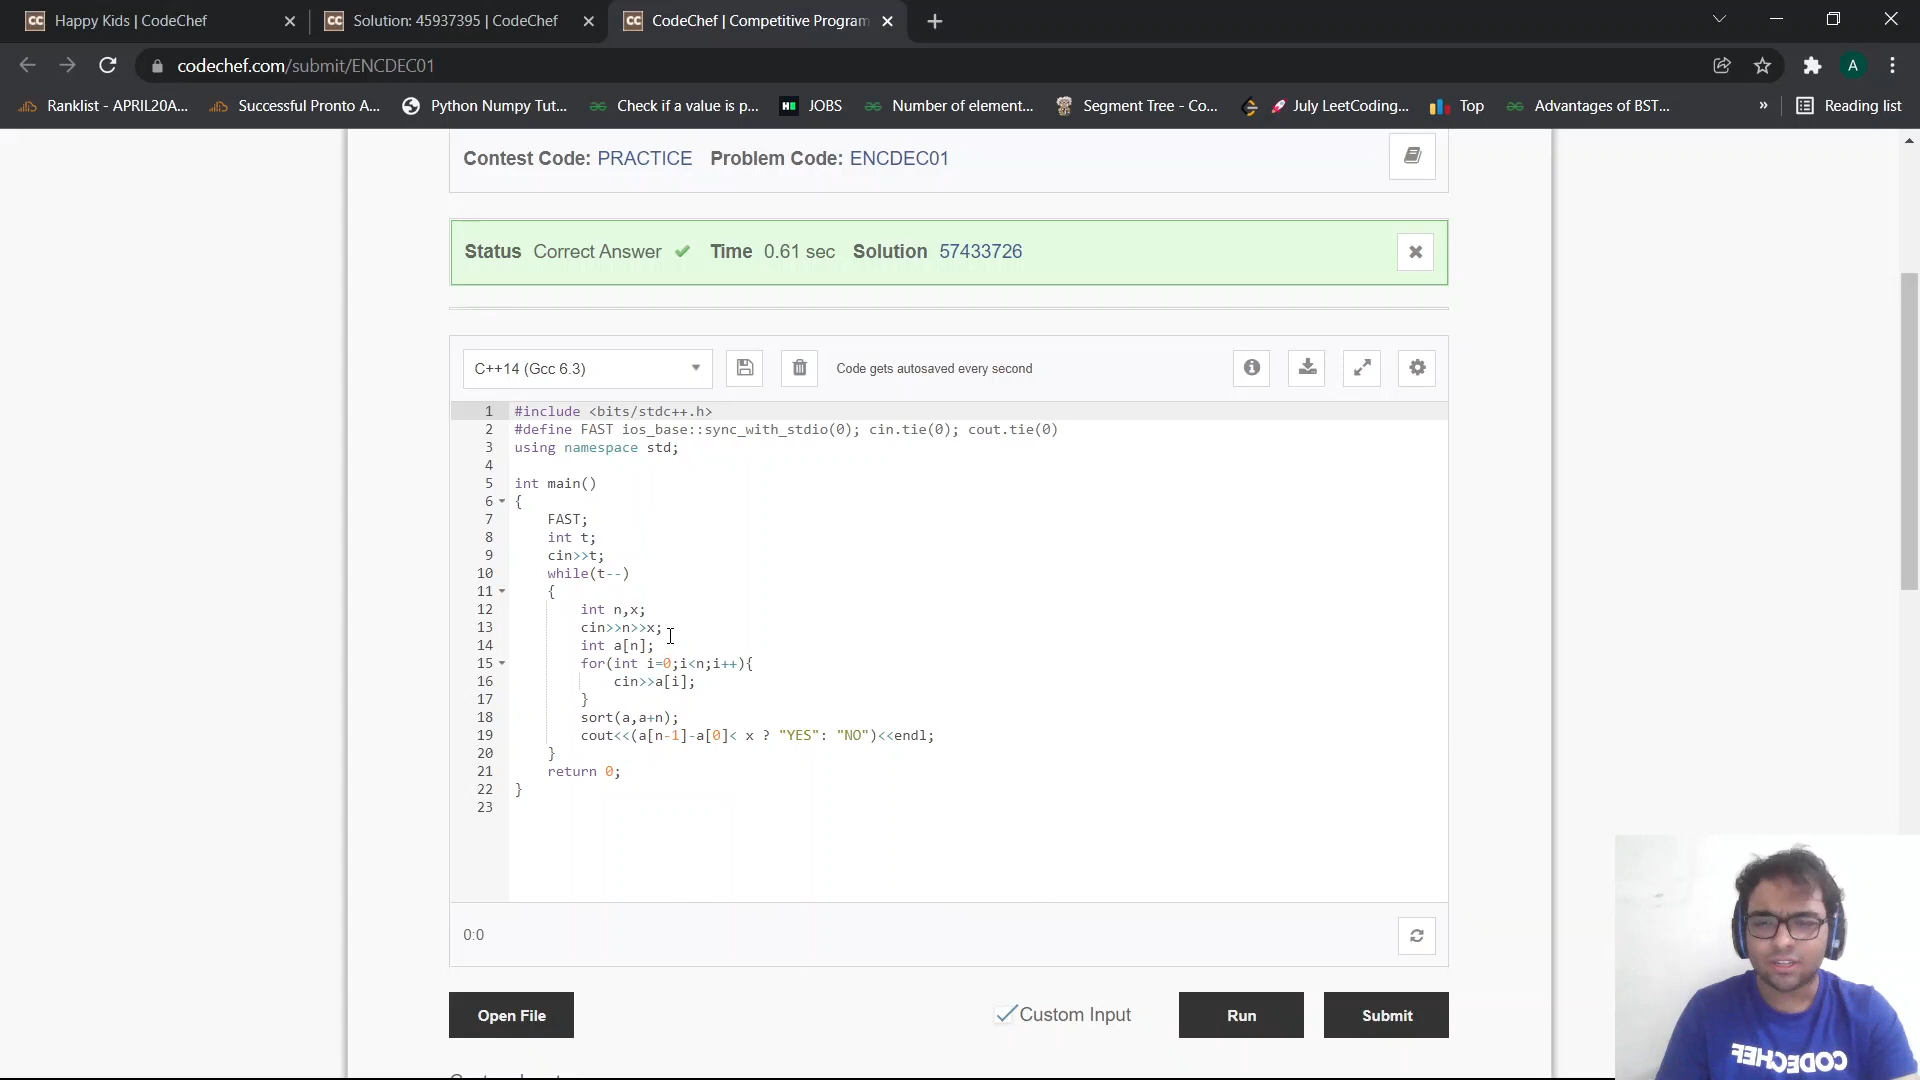 Happy Kids | CodeChef
Solution: 45937395 | CodeChef
CodeChef | Competitive Program
codechef.com/submit/ENCDEC01
A
Ranklist - APRIL20A...
Successful Pronto A...
Python Numpy Tut...
Check if a value is p...
JOBS
Number of element...
Segment Tree - Co...
July LeetCoding...
Top
Advantages of BST...
»
Reading list
Contest Code: PRACTICE Problem Code: ENCDEC01
Status Correct Answer ✔ Time 0.61 sec Solution 57433726
C++14 (Gcc 6.3)
Code gets autosaved every second
1 #include <bits/stdc++.h>
2 #define FAST ios_base::sync_with_stdio(0); cin.tie(0); cout.tie(0)
3 using namespace std;
4
5 int main()
6 {
7 FAST;
8 int t;
9 cin>>t;
10 while(t--)
11 {
12 int n,x;
13 cin>>n>>x;
14 int a[n];
15 for(int i=0;i<n;i++){
16 cin>>a[i];
17 }
18 sort(a,a+n);
19 cout<<(a[n-1]-a[0]< x ? "YES": "NO")<<endl;
20 }
21 return 0;
22 }
23
0:0
Open File
Custom Input
Run
Submit
CODECHEF